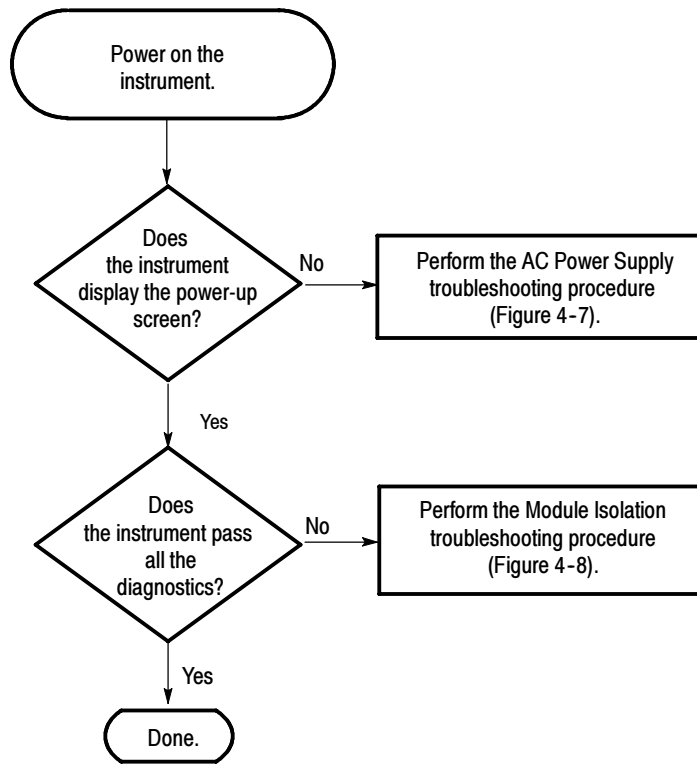 Power on the
instrument.
Does
the instrument
display the power-up
screen?
No
Perform the AC Power Supply
troubleshooting procedure
(Figure 4-7).
Yes
Does
the instrument pass
all the
diagnostics?
No
Perform the Module Isolation
troubleshooting procedure
(Figure 4-8).
Yes
Done.